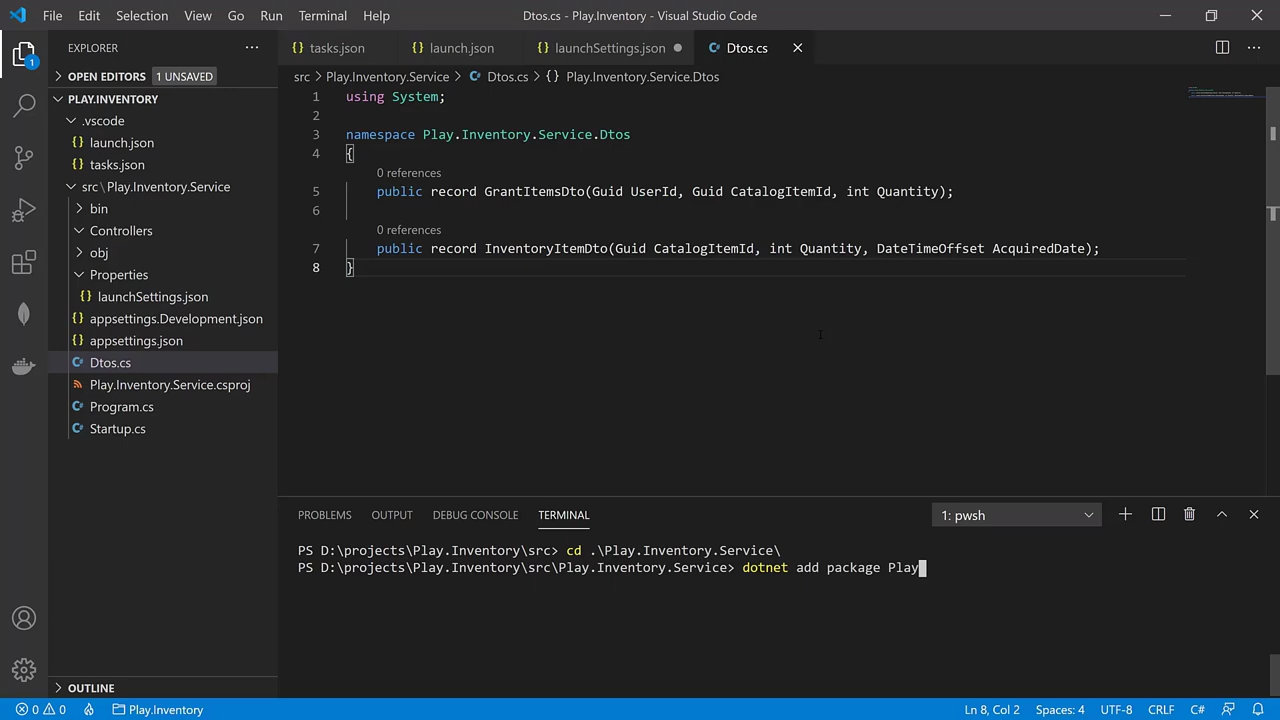 File Edit Selection View Go Run Terminal Help Dtos.cs - Play.Inventory - Visual Studio Code
EXPLORER
1
OPEN EDITORS 1 UNSAVED
PLAY.INVENTORY
.vscode
{} launch.json
{} tasks.json
src\Play.Inventory.Service
bin
Controllers
obj
Properties
{} launchSettings.json
{} appsettings.Development.json
{} appsettings.json
C# Dtos.cs
Play.Inventory.Service.csproj
C# Program.cs
C# Startup.cs
OUTLINE
{} tasks.json {} launch.json {} launchSettings.json C# Dtos.cs
src > Play.Inventory.Service > C# Dtos.cs > {} Play.Inventory.Service.Dtos
1 using System;
2
3 namespace Play.Inventory.Service.Dtos
4 {
0 references
5 public record GrantItemsDto(Guid UserId, Guid CatalogItemId, int Quantity);
6
0 references
7 public record InventoryItemDto(Guid CatalogItemId, int Quantity, DateTimeOffset AcquiredDate);
8 }
PROBLEMS OUTPUT DEBUG CONSOLE TERMINAL 1: pwsh
PS D:\projects\Play.Inventory\src> cd .\Play.Inventory.Service\
PS D:\projects\Play.Inventory\src\Play.Inventory.Service> dotnet add package Play
0 0 Play.Inventory Ln 8, Col 2 Spaces: 4 UTF-8 CRLF C#